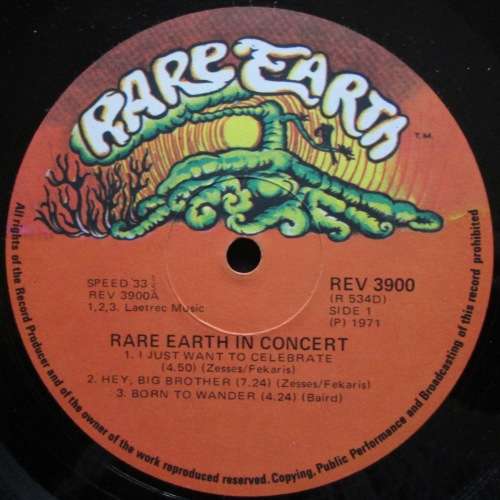 RARE EARTH
T.M.
SPEED 33
REV 3900A
1,2,3. Laetrec Music
REV 3900
(R 534D)
SIDE 1
(P) 1971
RARE EARTH IN CONCERT
1. I JUST WANT TO CELEBRATE
(4.50) (Zesses/Fekaris)
2. HEY, BIG BROTHER (7.24) (Zesses/Fekaris)
3. BORN TO WANDER (4.24) (Baird)
All rights of the Record Producer and of the owner of the work reproduced reserved. Copying, Public Performance and Broadcasting of this record prohibited